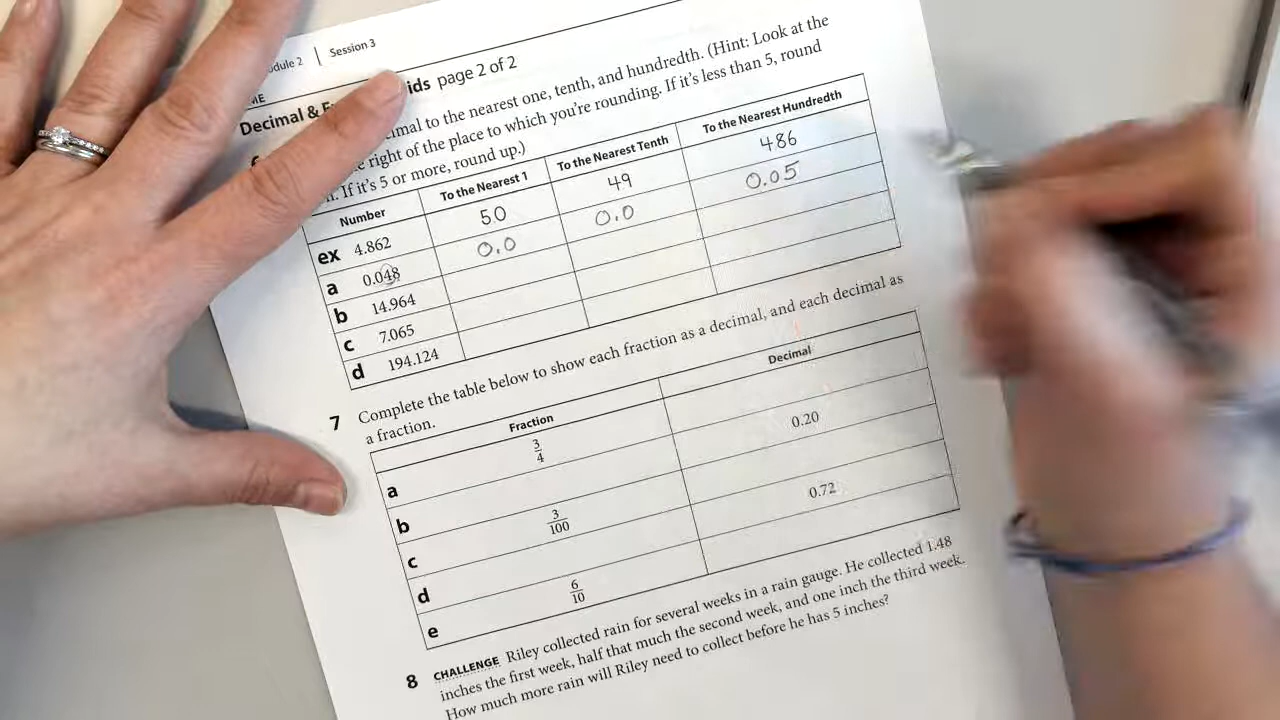 odule 2 | Session 3
ME
Decimal & F ids page 2 of 2
imal to the nearest one, tenth, and hundredth. (Hint: Look at the
e right of the place to which you're rounding. If it's less than 5, round
n. If it's 5 or more, round up.)
Number To the Nearest 1 To the Nearest Tenth To the Nearest Hundredth
ex 4.862 50 49 486
a 0.048 0.0 0.0 0.05
b 14.964
c 7.065
d 194.124
7 Complete the table below to show each fraction as a decimal, and each decimal as
a fraction.
Fraction Decimal
a 3/4
b 0.20
c 3/100
d 0.72
e 6/10
8 CHALLENGE Riley collected rain for several weeks in a rain gauge. He collected 1.48
inches the first week, half that much the second week, and one inch the third week.
How much more rain will Riley need to collect before he has 5 inches?